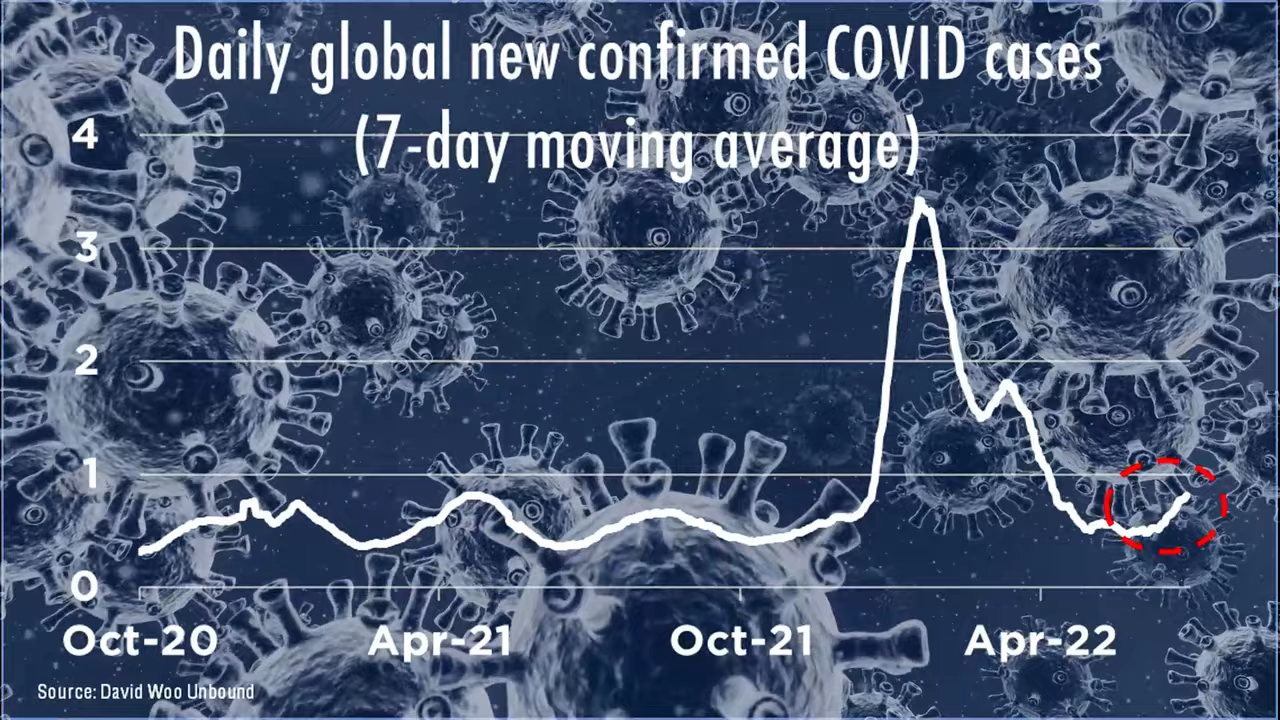 Daily global new confirmed COVID cases
(7-day moving average)
4
3
2
1
0
Oct-20 Apr-21 Oct-21 Apr-22
Source: David Woo Unbound